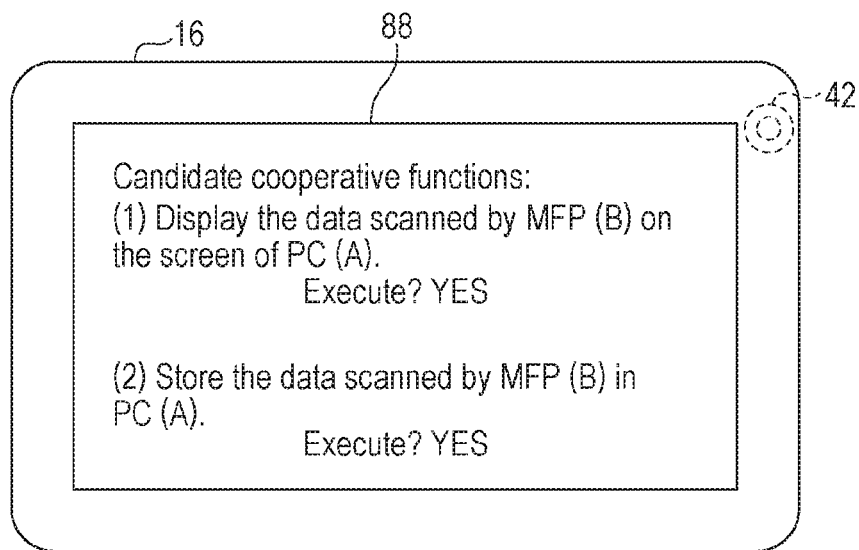 16
88
42
Candidate cooperative functions:
(1) Display the data scanned by MFP (B) on
the screen of PC (A).
Execute? YES
(2) Store the data scanned by MFP (B) in
PC (A).
Execute? YES